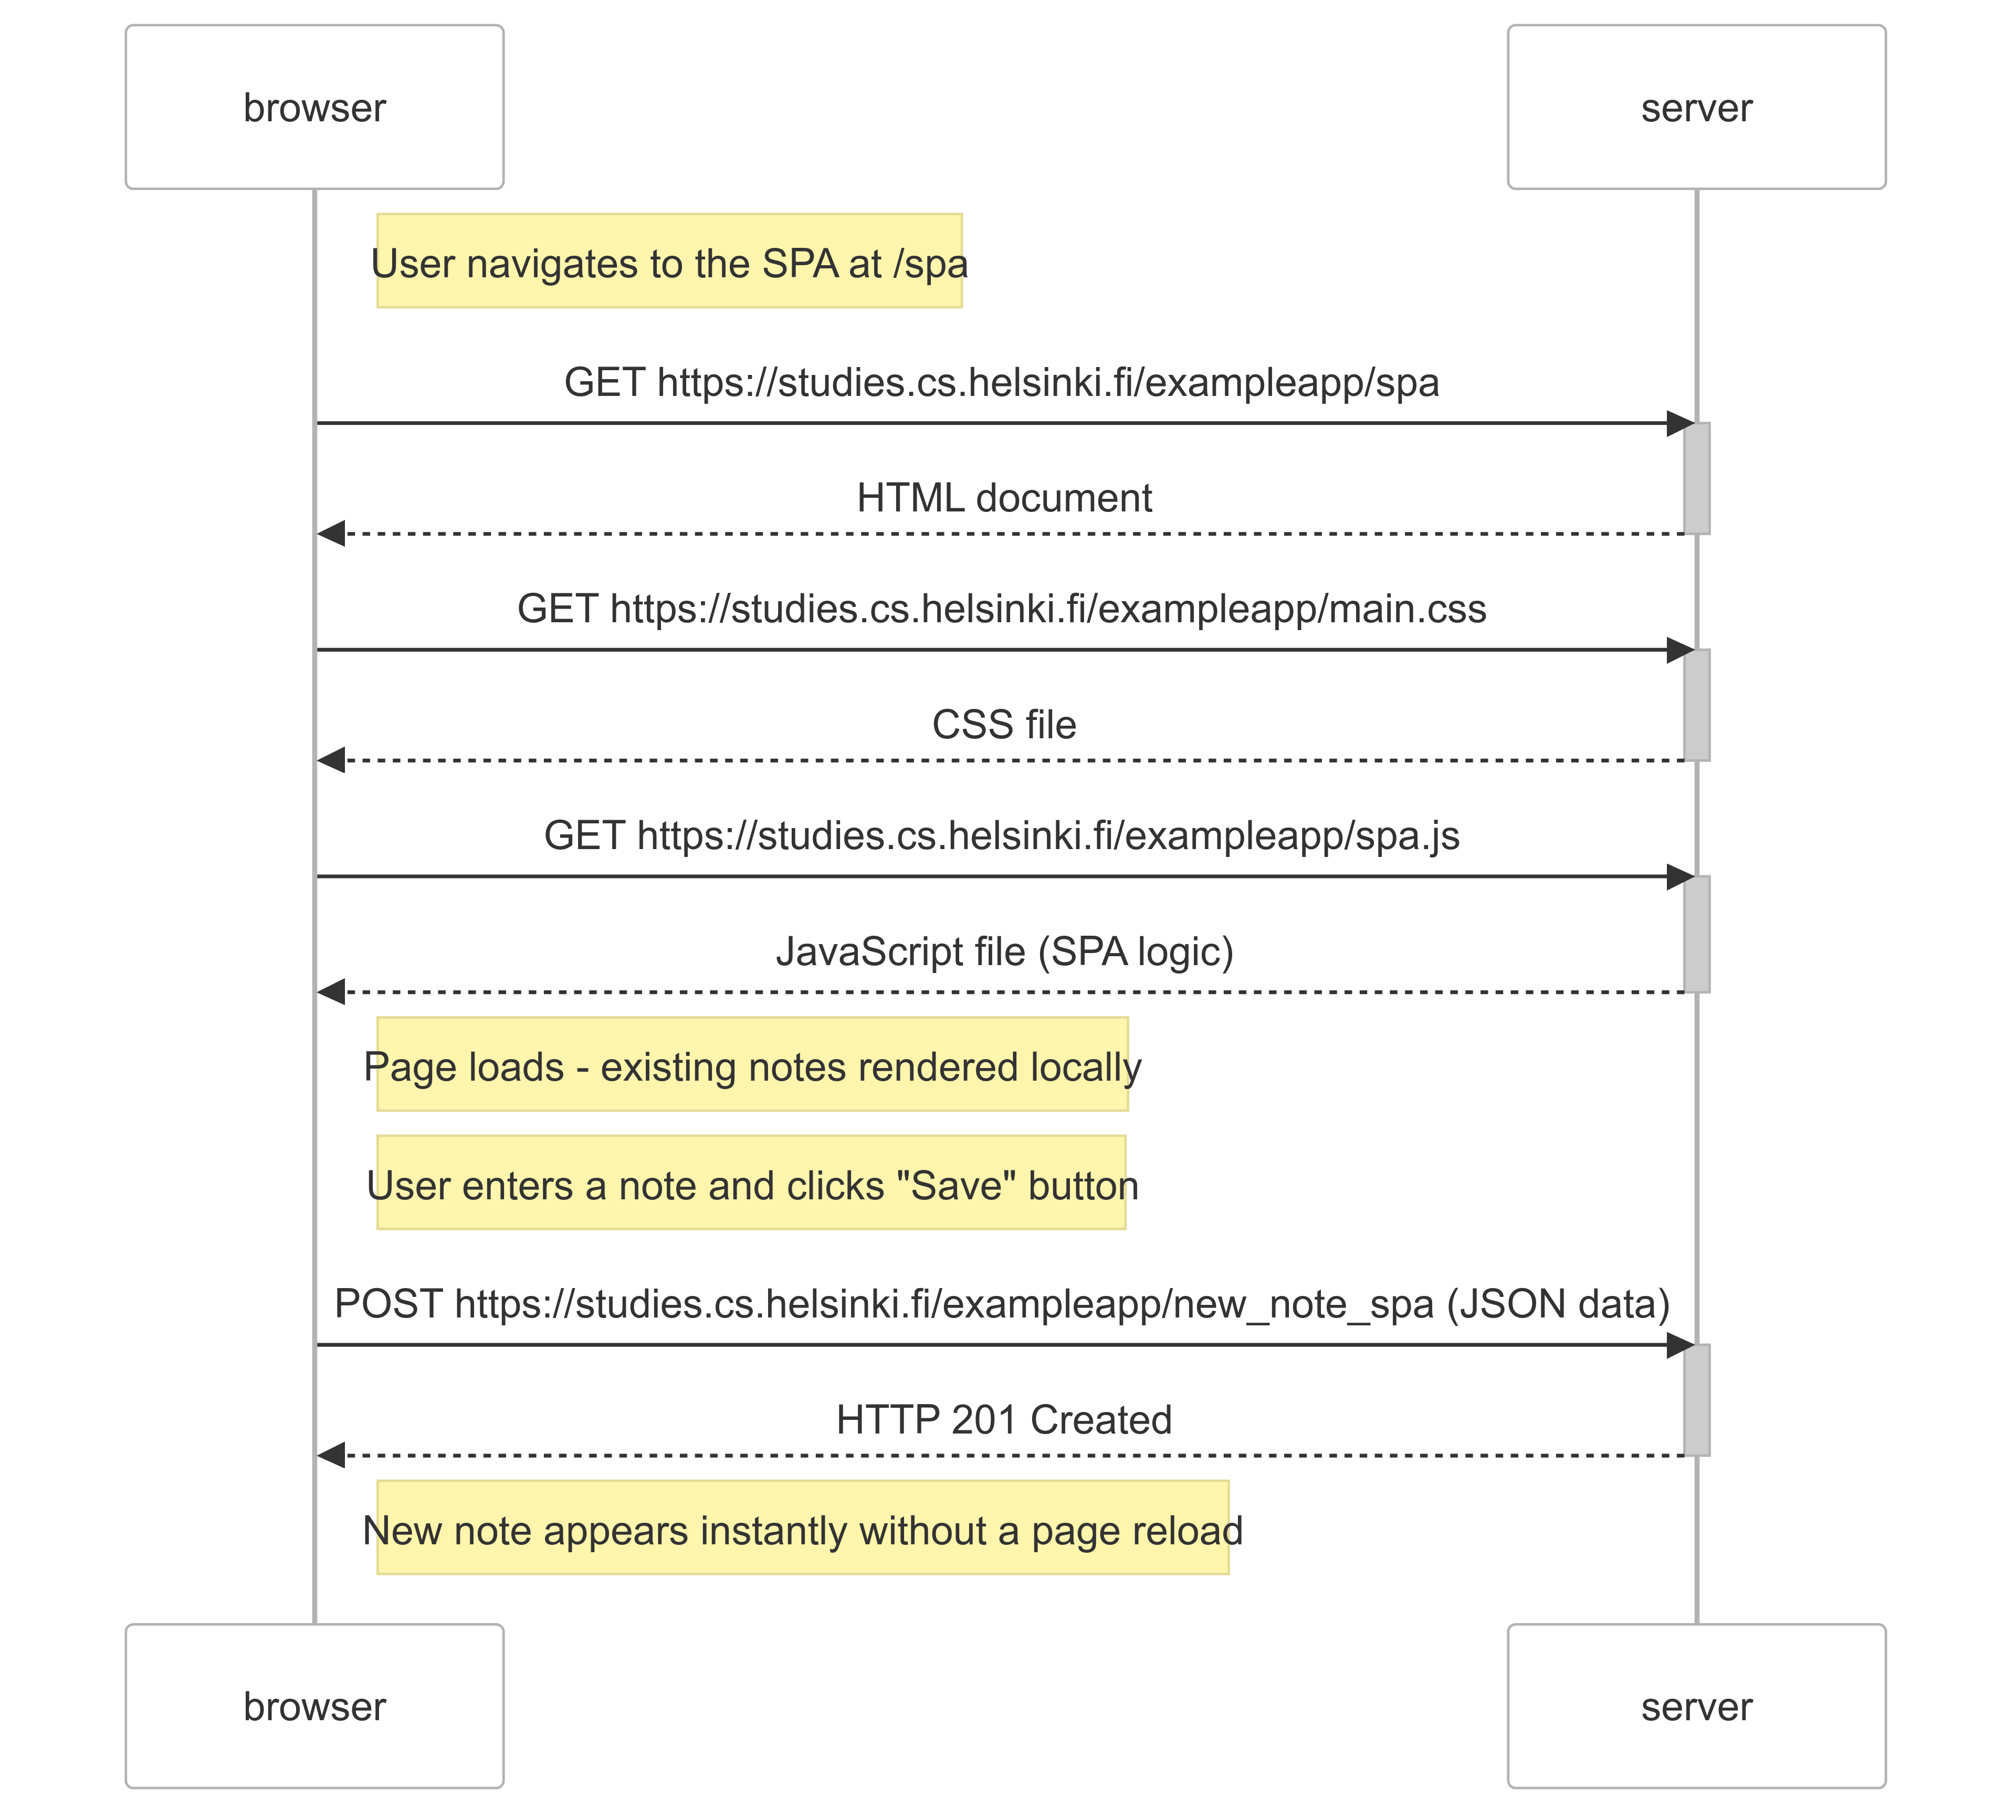 browser
server
User navigates to the SPA at /spa
GET https://studies.cs.helsinki.fi/exampleapp/spa
HTML document
GET https://studies.cs.helsinki.fi/exampleapp/main.css
CSS file
GET https://studies.cs.helsinki.fi/exampleapp/spa.js
JavaScript file (SPA logic)
Page loads - existing notes rendered locally
User enters a note and clicks "Save" button
POST https://studies.cs.helsinki.fi/exampleapp/new_note_spa (JSON data)
HTTP 201 Created
New note appears instantly without a page reload
browser
server